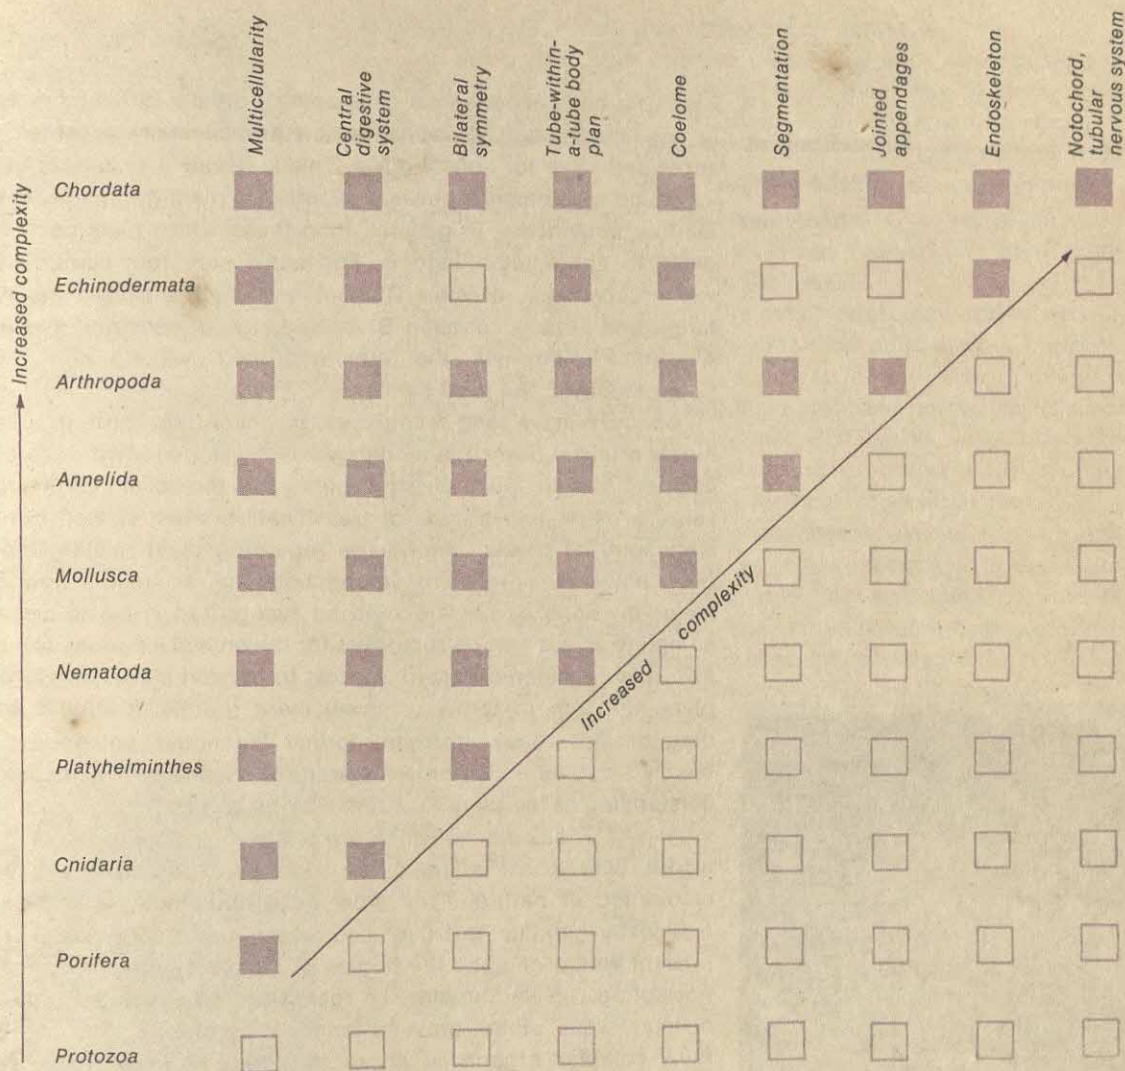 Multicellularity
Central
digestive
system
Bilateral
symmetry
Tube-within-
a-tube body
plan
Coelome
Segmentation
Jointed
appendages
Endoskeleton
Notochord,
tubular
nervous system
Increased complexity
Chordata
Echinodermata
Arthropoda
Annelida
Mollusca
Nematoda
Platyhelminthes
Cnidaria
Porifera
Protozoa
Increased complexity